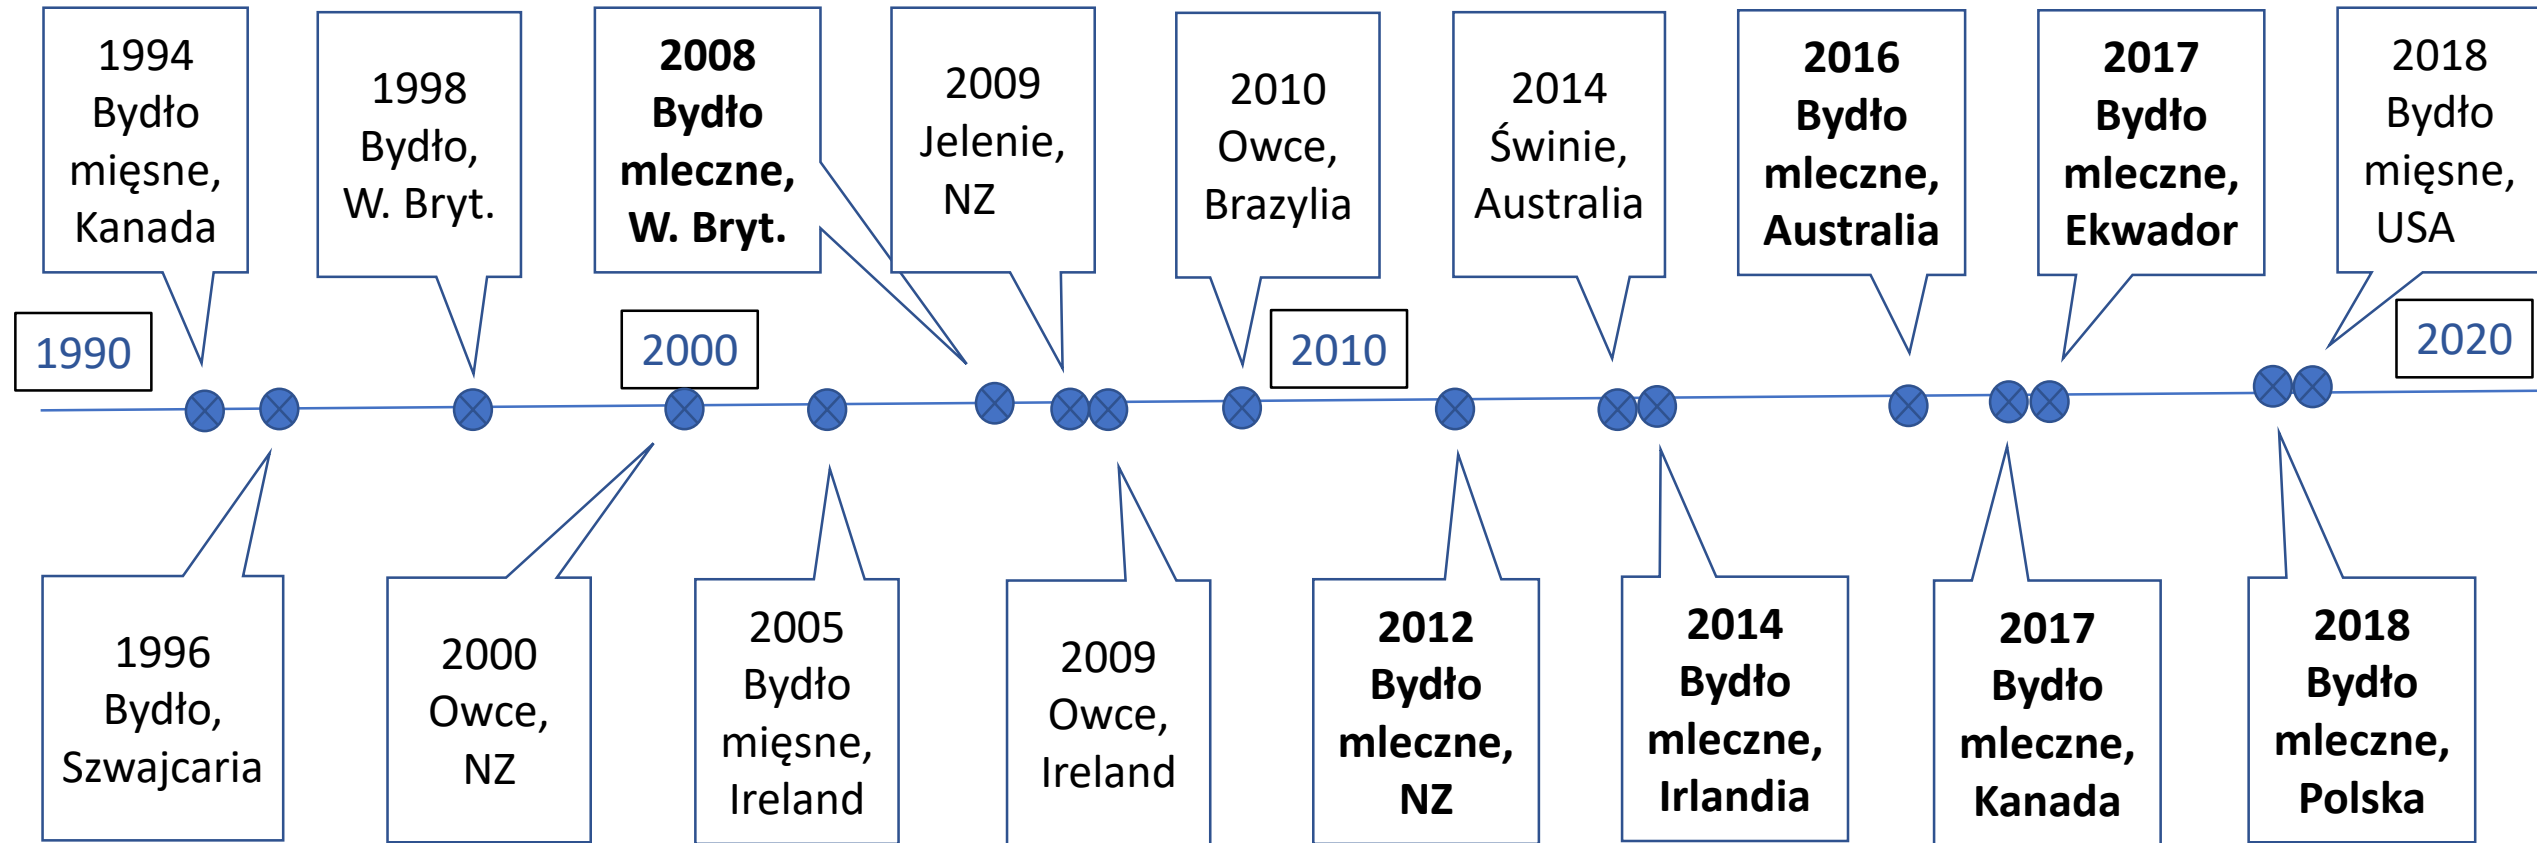 1994
Bydło
mięsne,
Kanada
1998
Bydło,
W. Bryt.
2008
Bydło
mleczne,
W. Bryt.
2009
Jelenie,
NZ
2010
Owce,
Brazylia
2014
Świnie,
Australia
2016
Bydło
mleczne,
Australia
2017
Bydło
mleczne,
Ekwador
2018
Bydło
mięsne,
USA
1990
2000
2010
2020
1996
Bydło,
Szwajcaria
2000
Owce,
NZ
2005
Bydło
mięsne,
Ireland
2009
Owce,
Ireland
2012
Bydło
mleczne,
NZ
2014
Bydło
mleczne,
Irlandia
2017
Bydło
mleczne,
Kanada
2018
Bydło
mleczne,
Polska